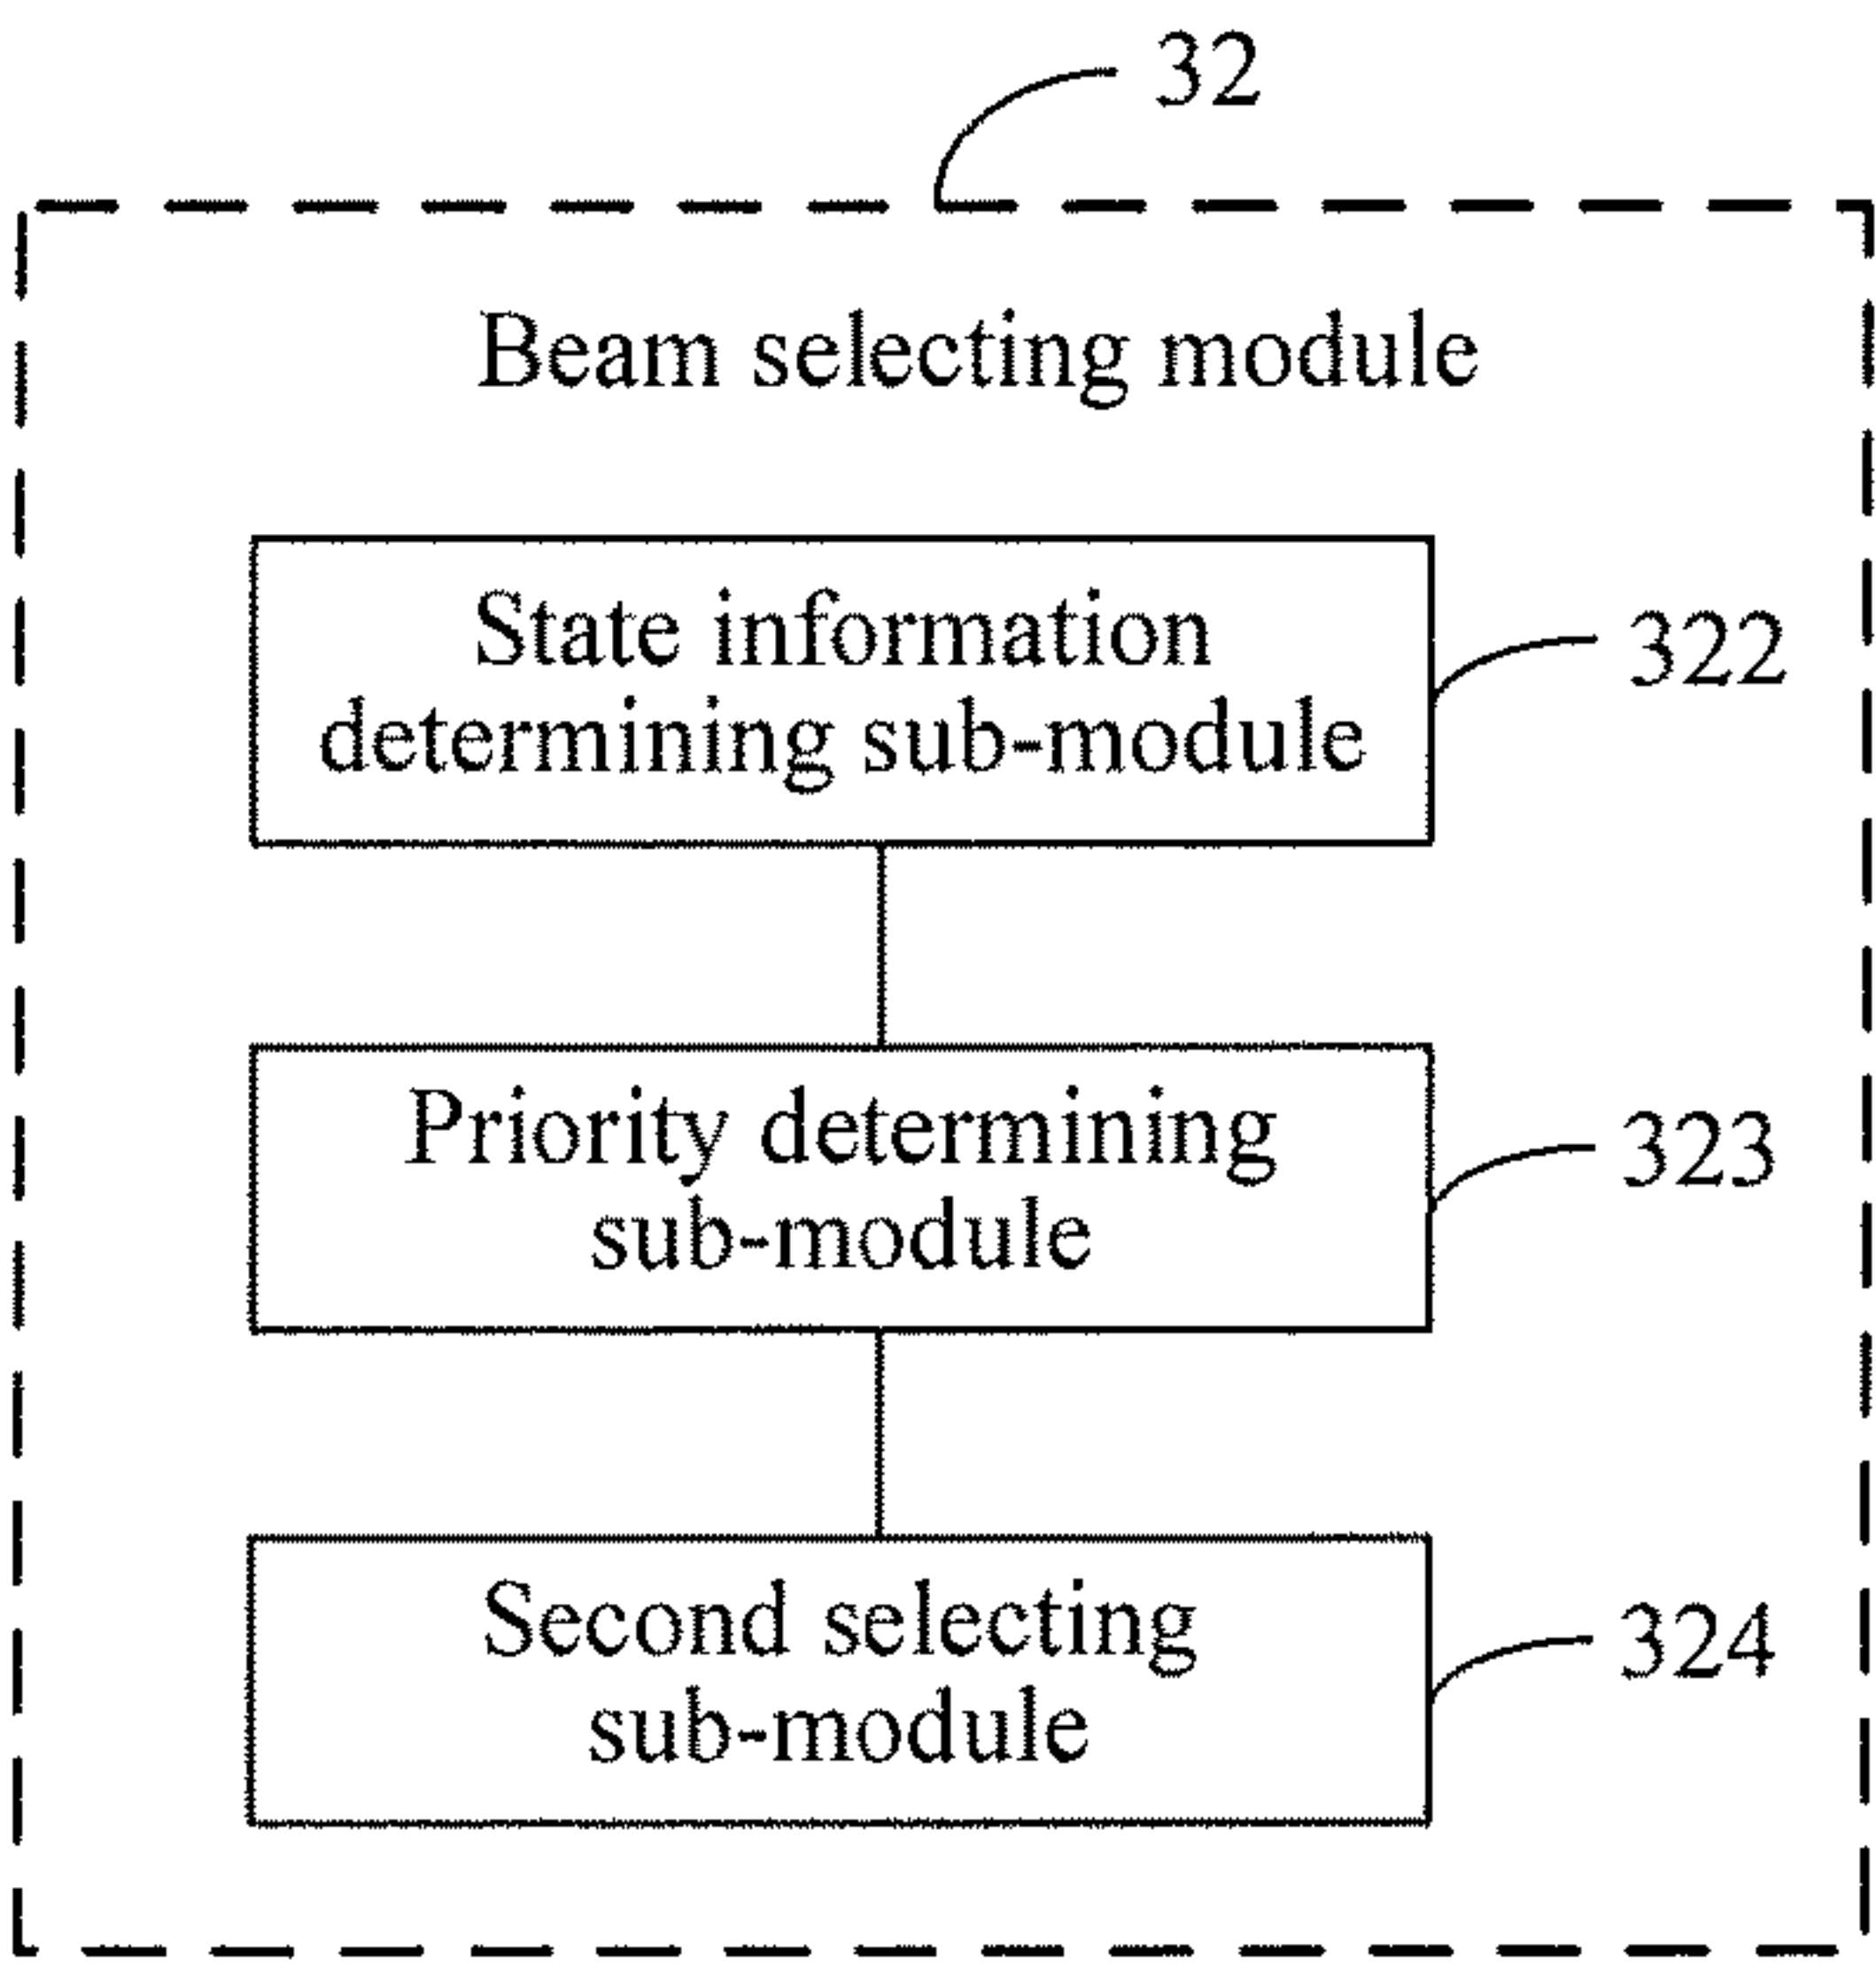 32
Beam selecting module
State information
determining sub-module
322
Priority determining
sub-module
323
Second selecting
sub-module
324